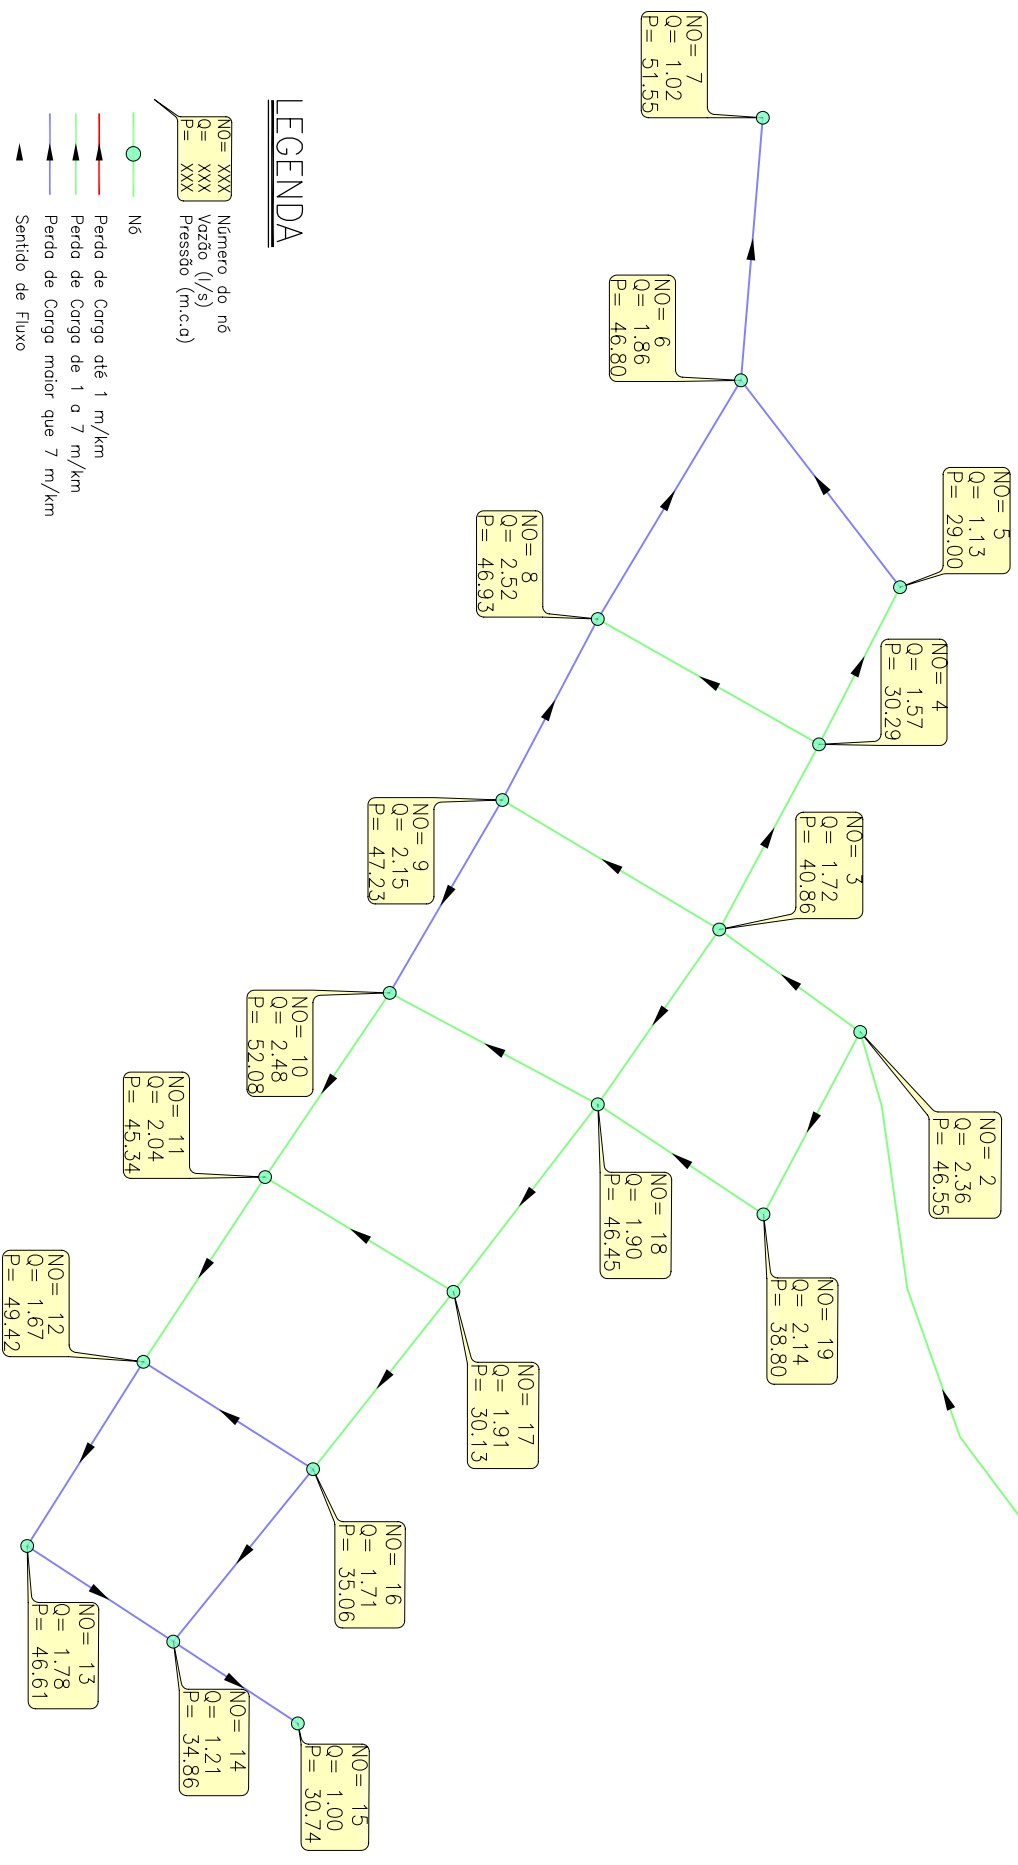 NO= 7
Q= 1.02
P= 51.55
NO= 6
Q= 1.86
P= 46.80
NO= 5
Q= 1.13
P= 29.00
NO= 8
Q= 2.52
P= 46.93
NO= 4
Q= 1.57
P= 30.29
NO= 9
Q= 2.15
P= 47.23
NO= 3
Q= 1.72
P= 40.86
NO= 10
Q= 2.48
P= 52.08
NO= 2
Q= 2.36
P= 46.55
NO= 11
Q= 2.04
P= 45.34
NO= 18
Q= 1.90
P= 46.45
NO= 19
Q= 2.14
P= 38.80
NO= 12
Q= 1.67
P= 49.42
NO= 17
Q= 1.91
P= 30.13
NO= 16
Q= 1.71
P= 35.06
NO= 13
Q= 1.78
P= 46.61
NO= 14
Q= 1.21
P= 34.86
NO= 15
Q= 1.00
P= 30.74
LEGENDA
NO= XXX
Q= XXX
P= XXX
Número do nó
Vazão (l/s)
Pressão (m.c.a)
Nó
Perda de Carga até 1 m/km
Perda de Carga de 1 a 7 m/km
Perda de Carga maior que 7 m/km
Sentido de Fluxo